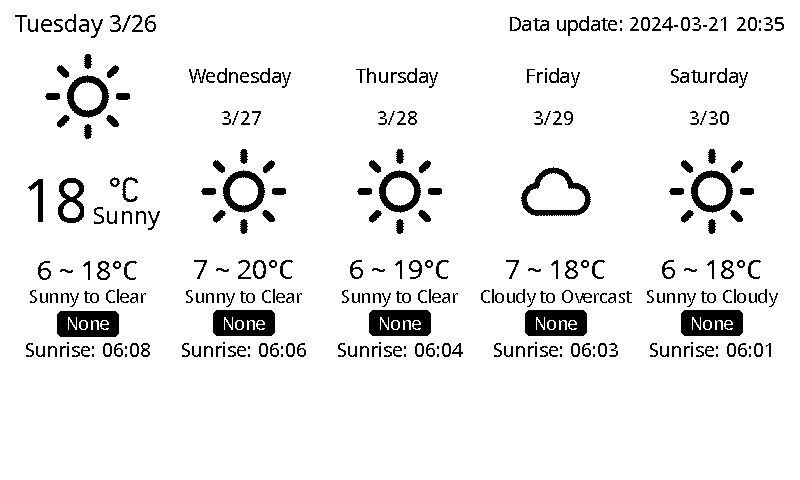 Tuesday 3/26
Data update: 2024-03-21 20:35
18 °C
Sunny
6 ~ 18°C
Sunny to Clear
None
Sunrise: 06:08
Wednesday
3/27
7 ~ 20°C
Sunny to Clear
None
Sunrise: 06:06
Thursday
3/28
6 ~ 19°C
Sunny to Clear
None
Sunrise: 06:04
Friday
3/29
7 ~ 18°C
Cloudy to Overcast
None
Sunrise: 06:03
Saturday
3/30
6 ~ 18°C
Sunny to Cloudy
None
Sunrise: 06:01